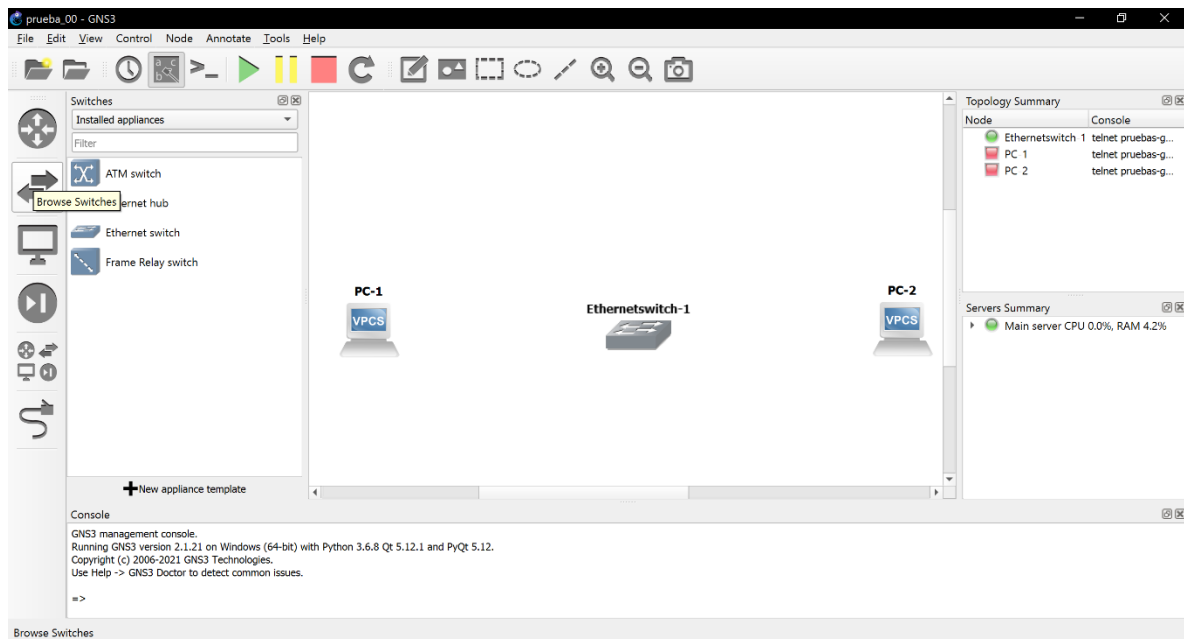 prueba_00 - GNS3
File Edit View Control Node Annotate Tools Help
Switches
Installed appliances
Filter
ATM switch
Browse Switches
ernet hub
Ethernet switch
Frame Relay switch
New appliance template
PC-1
VPCS
Ethernetswitch-1
PC-2
VPCS
Topology Summary
Node Console
Ethernetswitch 1 telnet pruebas-g...
PC 1 telnet pruebas-g...
PC 2 telnet pruebas-g...
Servers Summary
Main server CPU 0.0%, RAM 4.2%
Console
GNS3 management console.
Running GNS3 version 2.1.21 on Windows (64-bit) with Python 3.6.8 Qt 5.12.1 and PyQt 5.12.
Copyright (c) 2006-2021 GNS3 Technologies.
Use Help -> GNS3 Doctor to detect common issues.
=>
Browse Switches